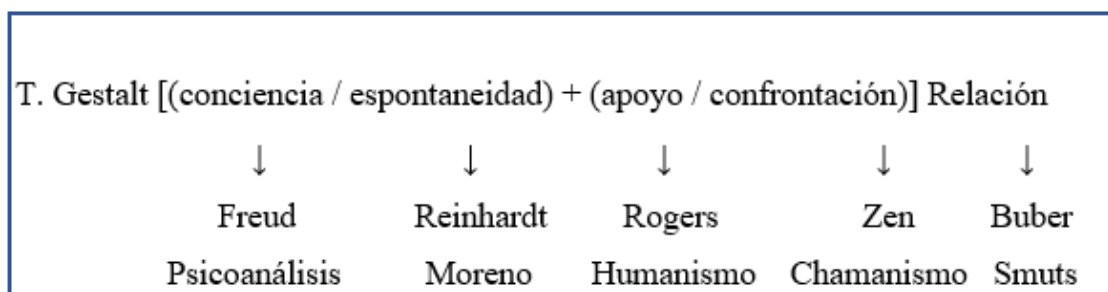 T. Gestalt [(conciencia / espontaneidad) + (apoyo / confrontación)] Relación
↓ ↓ ↓ ↓ ↓
Freud Reinhardt Rogers Zen Buber
Psicoanálisis Moreno Humanismo Chamanismo Smuts